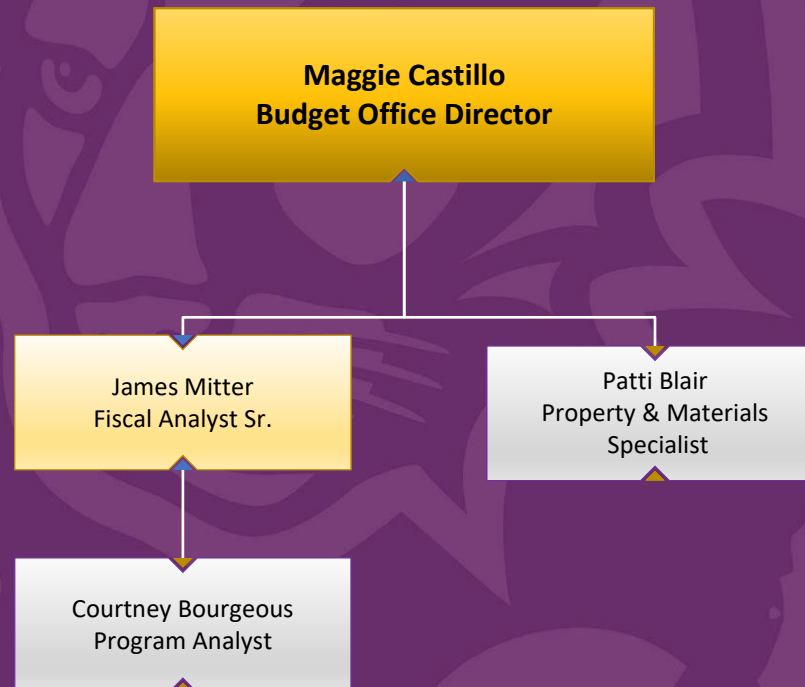 Maggie Castillo
Budget Office Director
James Mitter
Fiscal Analyst Sr.
Patti Blair
Property & Materials
Specialist
Courtney Bourgeous
Program Analyst